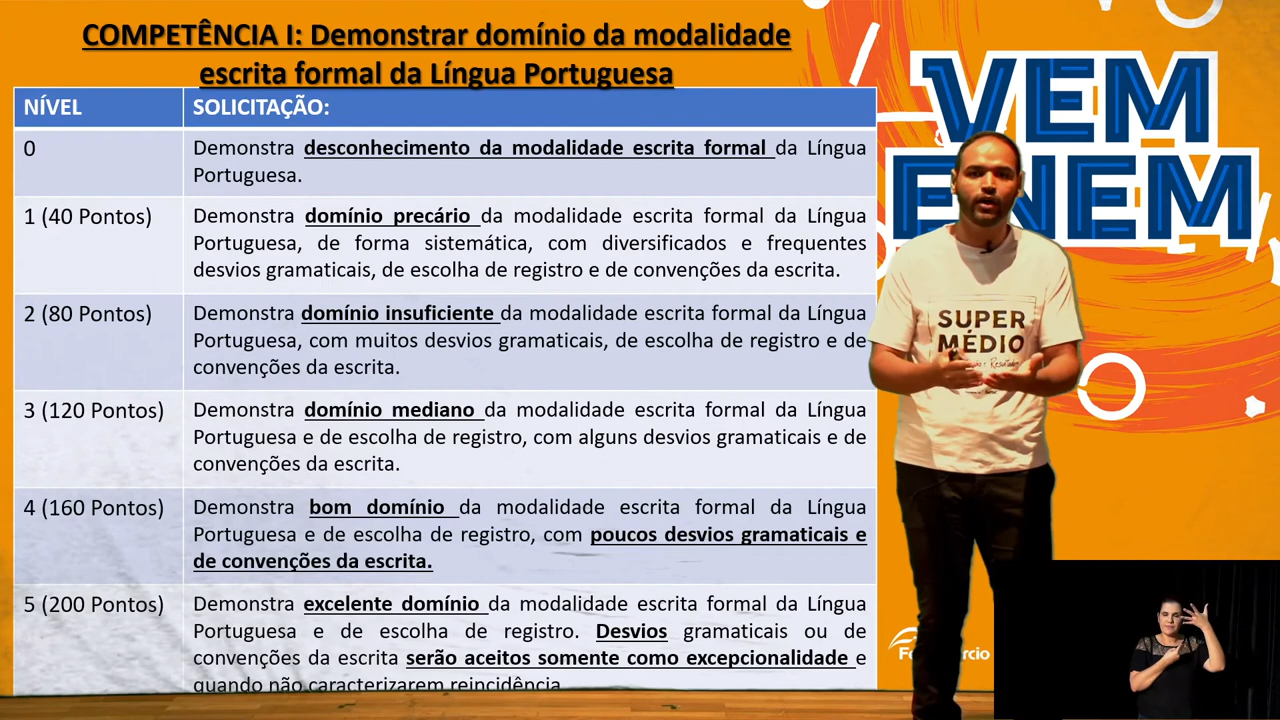 COMPETÊNCIA I: Demonstrar domínio da modalidade
escrita formal da Língua Portuguesa
NÍVEL
SOLICITAÇÃO:
0
Demonstra desconhecimento da modalidade escrita formal da Língua
Portuguesa.
1 (40 Pontos)
Demonstra domínio precário da modalidade escrita formal da Língua
Portuguesa, de forma sistemática, com diversificados e frequentes
desvios gramaticais, de escolha de registro e de convenções da escrita.
2 (80 Pontos)
Demonstra domínio insuficiente da modalidade escrita formal da Língua
Portuguesa, com muitos desvios gramaticais, de escolha de registro e de
convenções da escrita.
3 (120 Pontos)
Demonstra domínio mediano da modalidade escrita formal da Língua
Portuguesa e de escolha de registro, com alguns desvios gramaticais e de
convenções da escrita.
4 (160 Pontos)
Demonstra bom domínio da modalidade escrita formal da Língua
Portuguesa e de escolha de registro, com poucos desvios gramaticais e
de convenções da escrita.
5 (200 Pontos)
Demonstra excelente domínio da modalidade escrita formal da Língua
Portuguesa e de escolha de registro. Desvios gramaticais ou de
convenções da escrita serão aceitos somente como excepcionalidade e
quando não caracterizarem reincidência
VEM
ENEM
SUPER
MÉDIO